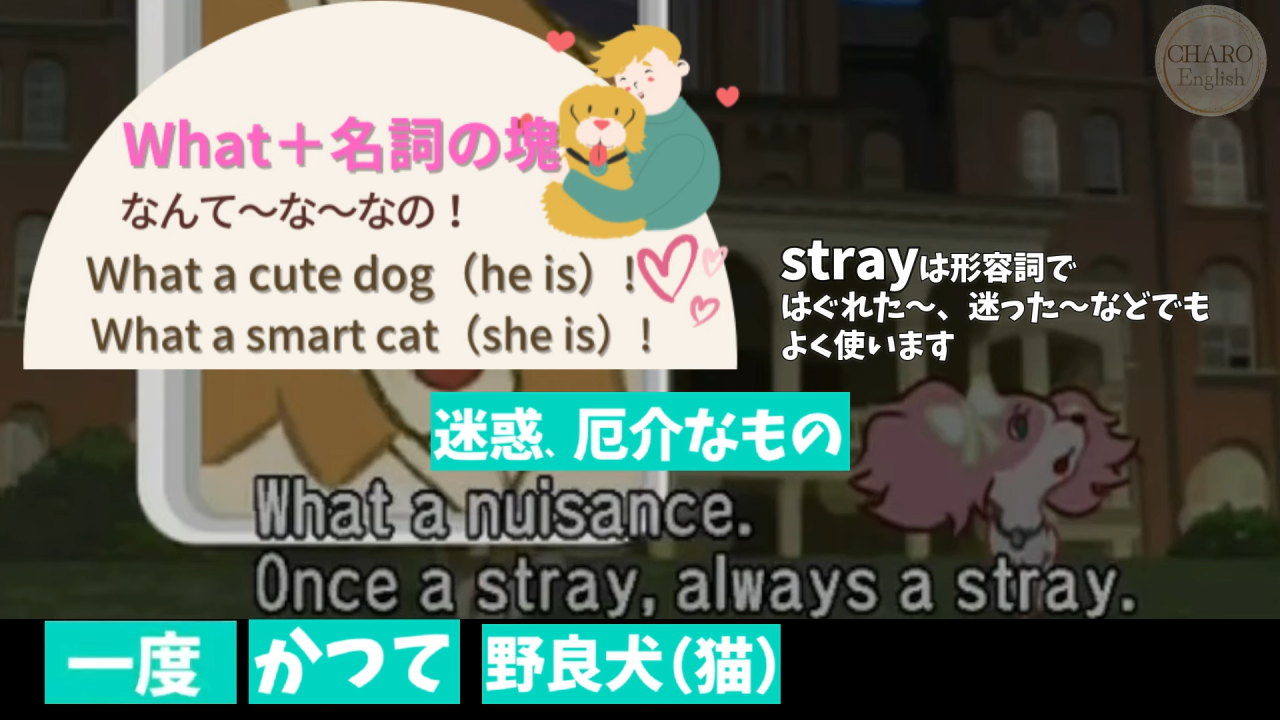 CHARO
English
What＋名詞の塊
なんて〜な〜なの！
What a cute dog（he is）!
What a smart cat（she is）!
strayは形容詞で
はぐれた〜、迷った〜などでも
よく使います
迷惑、厄介なもの
What a nuisance.
Once a stray, always a stray.
一度 かつて 野良犬(猫)